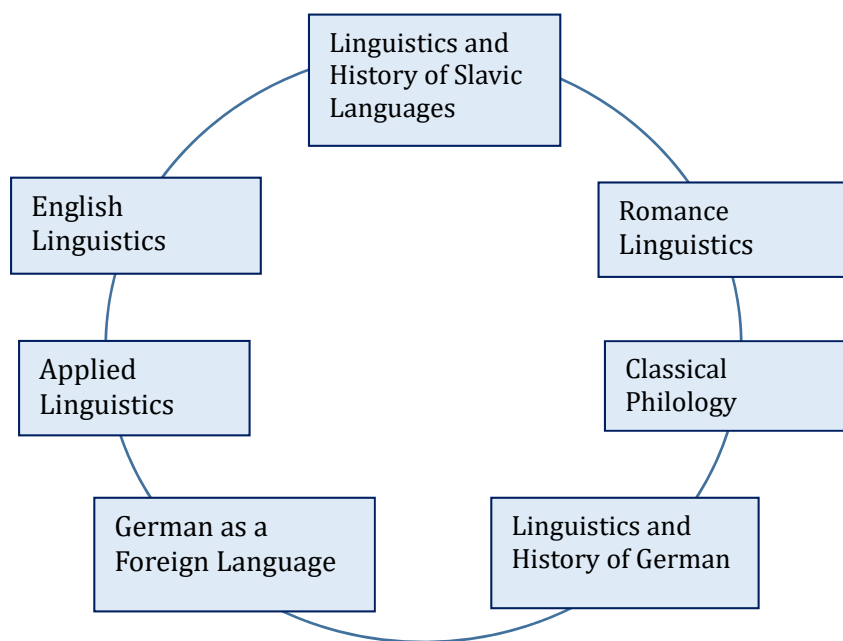 Linguistics and
History of Slavic
Languages
English
Linguistics
Romance
Linguistics
Applied
Linguistics
Classical
Philology
German as a
Foreign Language
Linguistics and
History of German